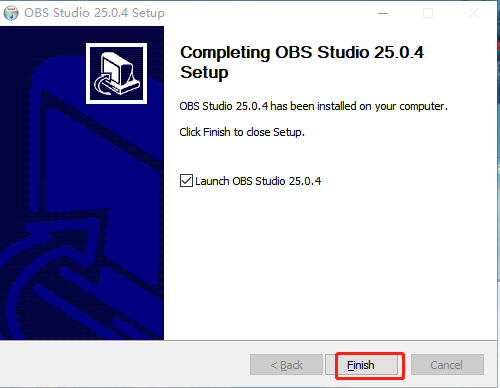 OBS Studio 25.0.4 Setup
Completing OBS Studio 25.0.4
Setup
OBS Studio 25.0.4 has been installed on your computer.
Click Finish to close Setup.
Launch OBS Studio 25.0.4
< Back
Finish
Cancel